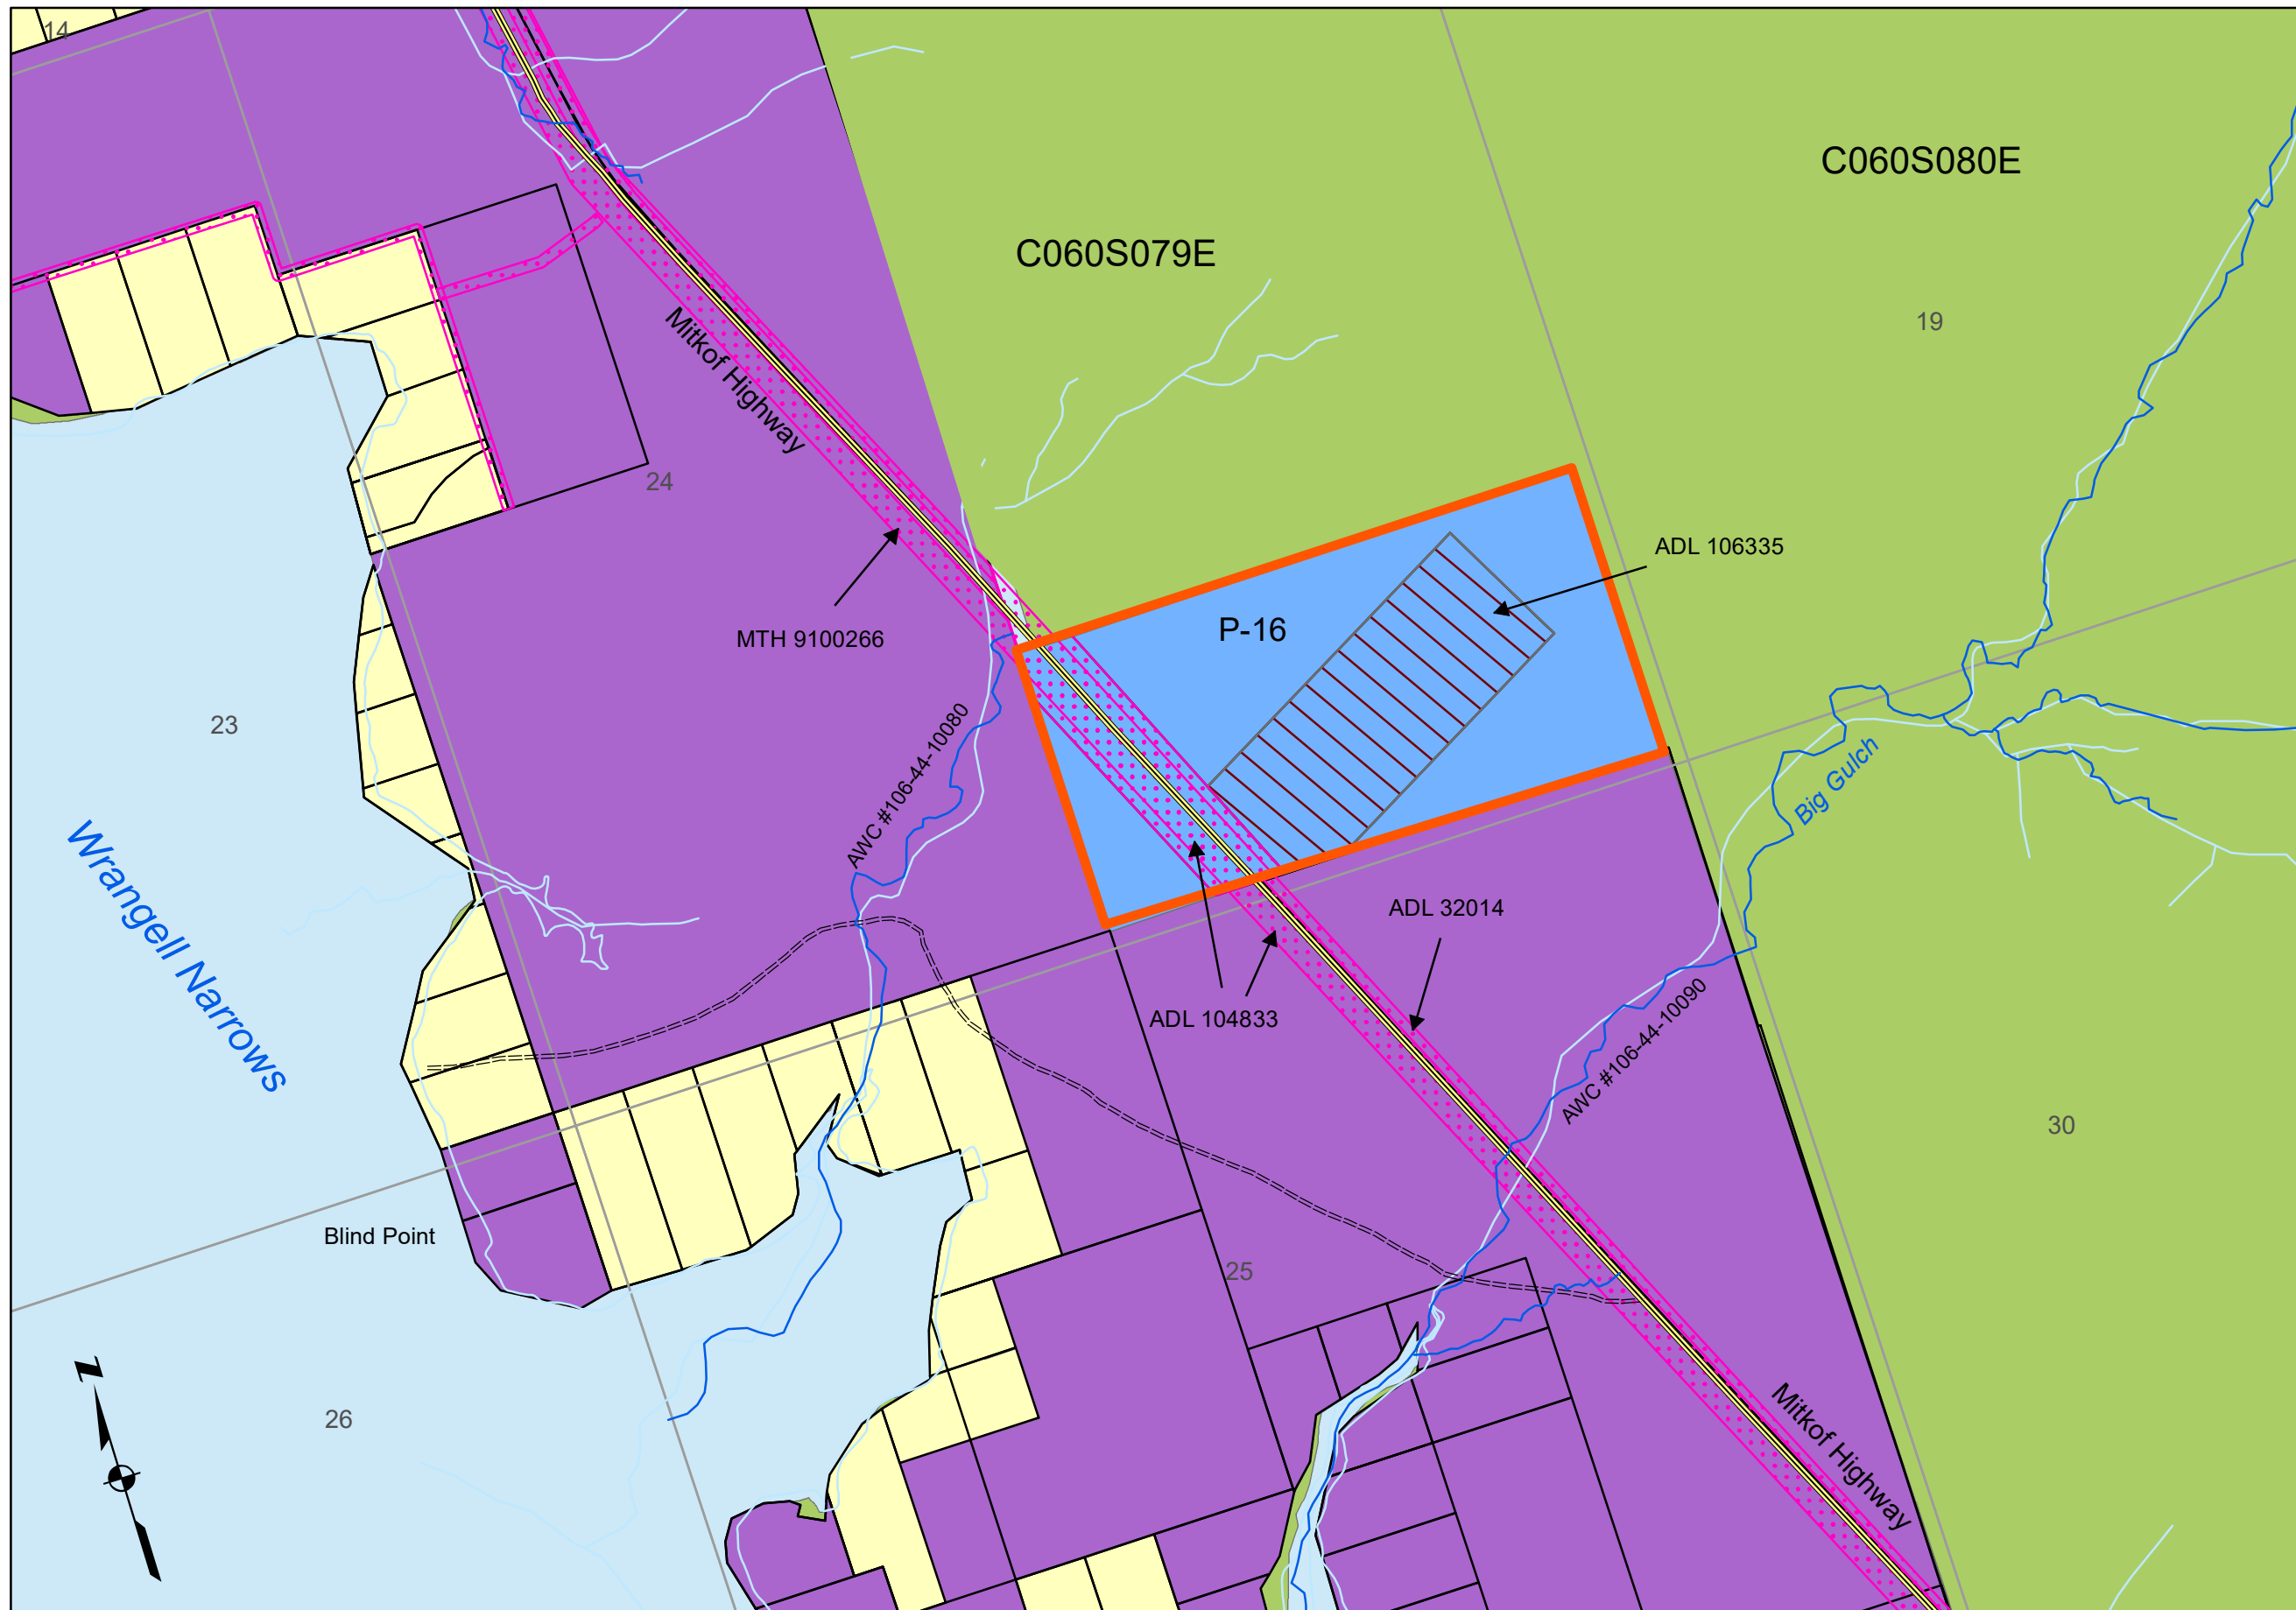 14
C060S080E
C060S079E
19
Mitkof Highway
24
ADL 106335
P-16
MTH 9100266
23
AWC #106-44-10080
Big Gulch
Wrangell Narrows
ADL 32014
ADL 104833
AWC #106-44-10090
30
Blind Point
25
N
26
Mitkof Highway